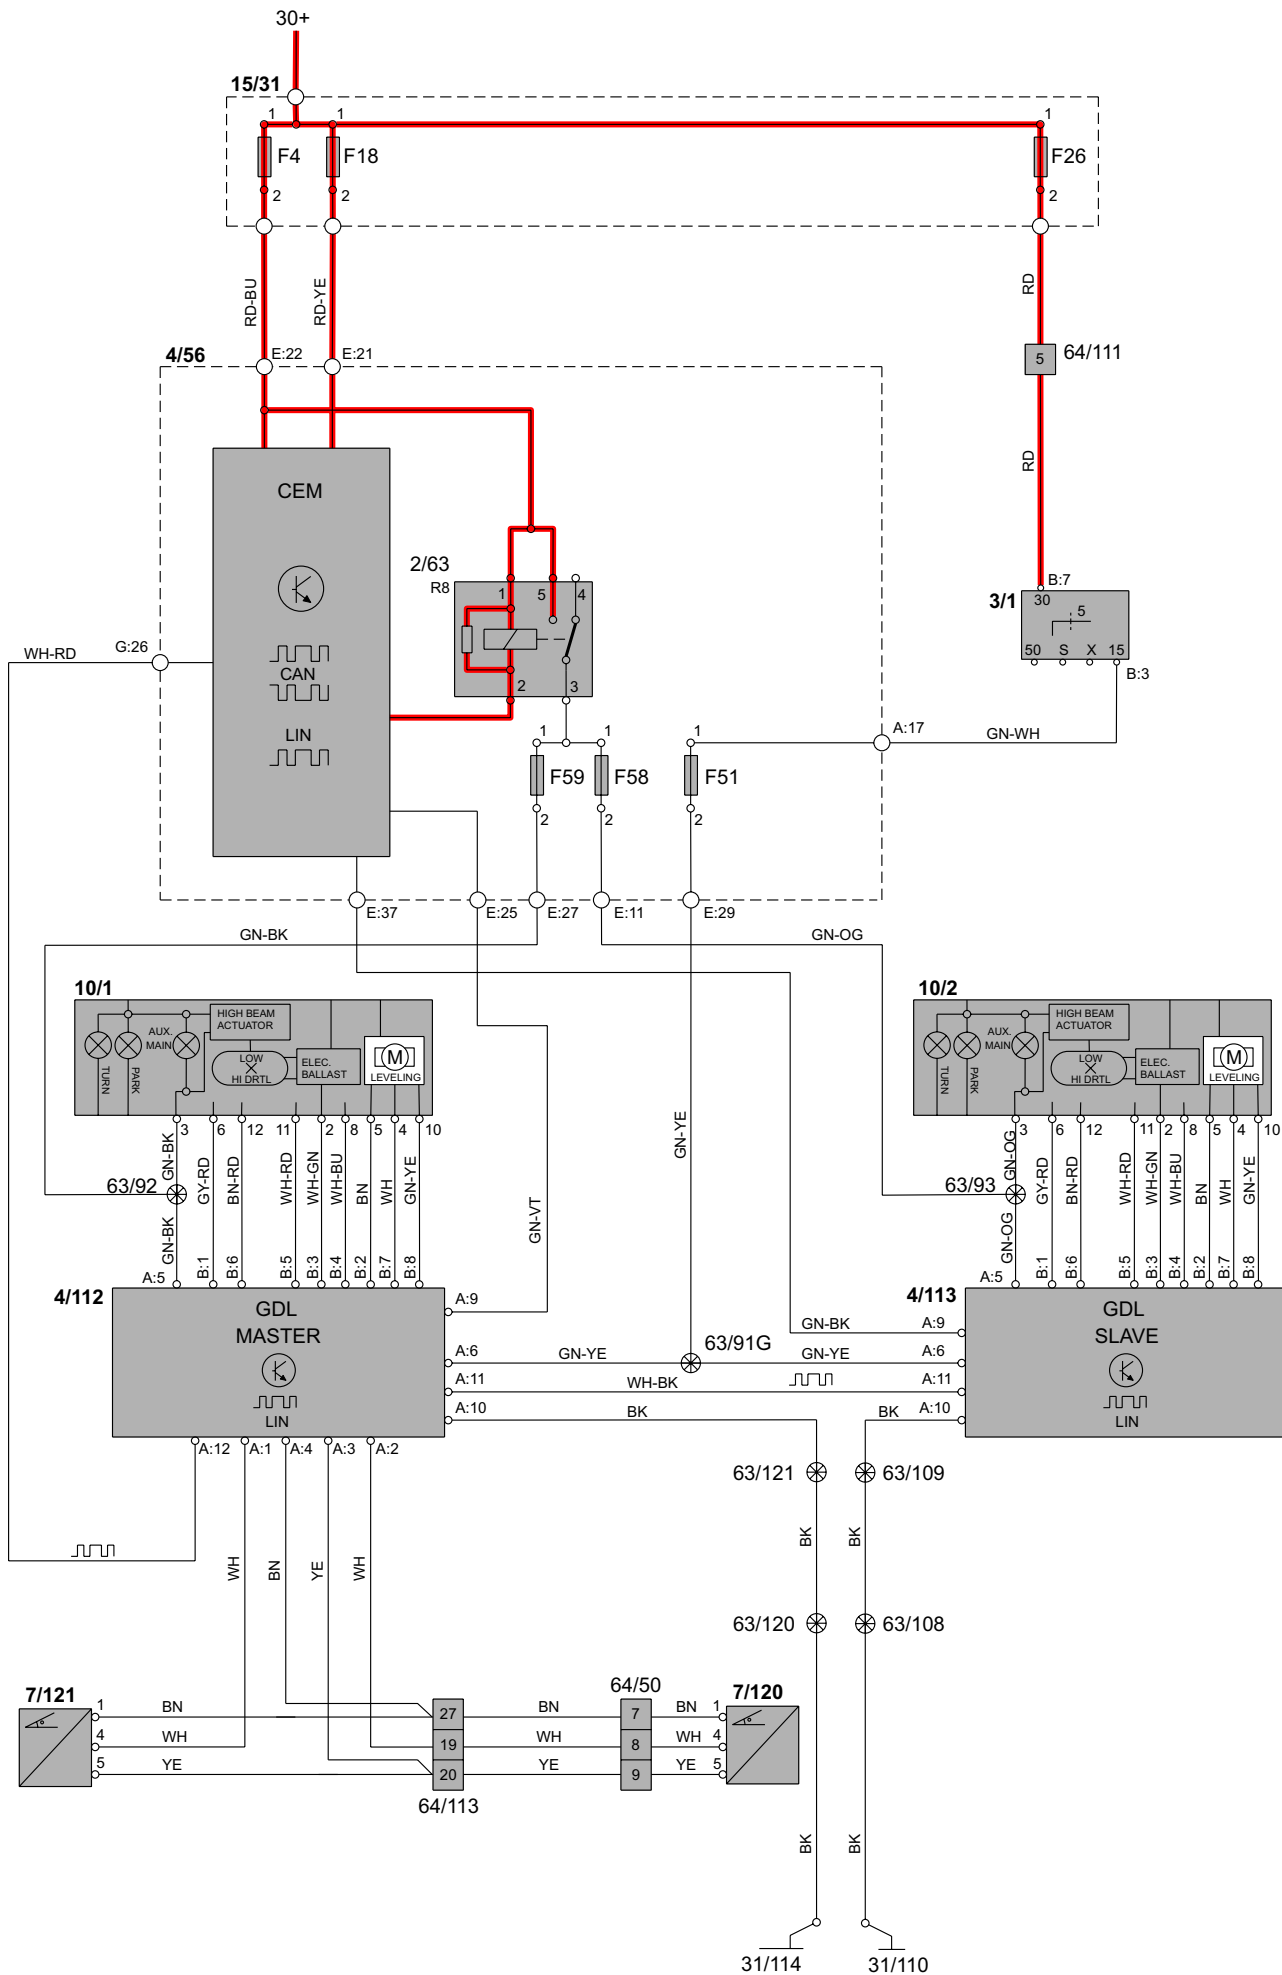 30+
15/31
1 1 1
F4 F18 F26
2 2 2
RD-BU RD-YE RD
4/56 E:22 E:21 5 64/111
RD
CEM
2/63
R8 1 5 4
B:7
3/1 30
5
50 S X 15
B:3
WH-RD G:26
CAN
2 3
LIN
1 1 1 A:17 GN-WH
F59 F58 F51
2 2 2
E:37 E:25 E:27 E:11 E:29
GN-BK GN-OG
10/1
HIGH BEAM
ACTUATOR
AUX.
MAIN
LOW
HI DRTL
ELEC.
BALLAST
M
LEVELING
TURN PARK
10/2
HIGH BEAM
ACTUATOR
AUX.
MAIN
LOW
HI DRTL
ELEC.
BALLAST
M
LEVELING
TURN PARK
3 6 12 11 2 8 5 4 10
GN-BK GY-RD BN-RD WH-RD WH-GN WH-BU BN WH GN-YE
63/92
GN-BK
A:5 B:1 B:6 B:5 B:3 B:4 B:2 B:7 B:8
GN-VT
GN-YE
3 6 12 11 2 8 5 4 10
GN-OG GY-RD BN-RD WH-RD WH-GN WH-BU BN WH GN-YE
63/93
GN-OG
A:5 B:1 B:6 B:5 B:3 B:4 B:2 B:7 B:8
4/112
GDL
MASTER
LIN
A:9
A:6
A:11
A:10
4/113
GDL
SLAVE
LIN
GN-BK A:9
GN-YE 63/91G GN-YE A:6
WH-BK A:11
BK BK A:10
A:12 A:1 A:4 A:3 A:2
63/121 63/109
WH BN YE WH BK BK
63/120 63/108
7/121 64/50 7/120
1 BN 27 BN 7 BN 1
4 WH 19 WH 8 WH 4
5 YE 20 YE 9 YE 5
64/113
BK BK
31/114 31/110